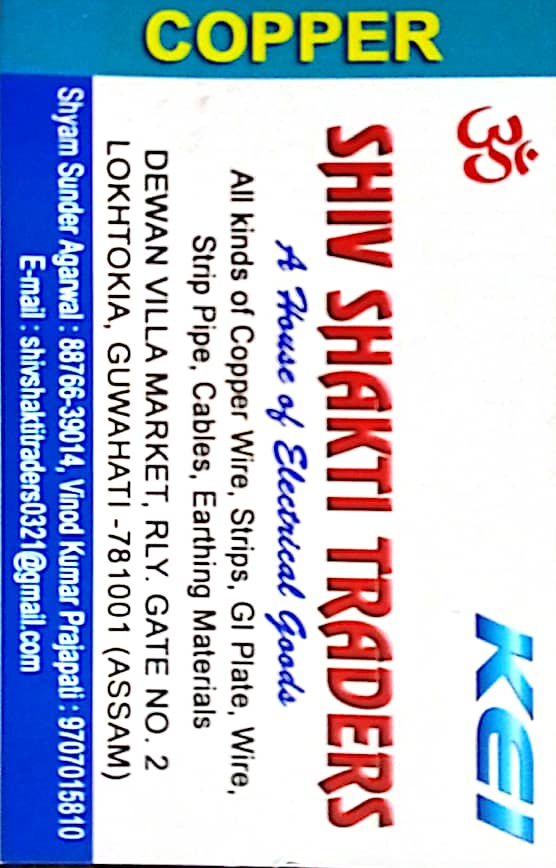 ॐ
KEI
COPPER
SHIV SHAKTI TRADERS
A House of Electrical Goods
All kinds of Copper Wire, Strips, GI Plate, Wire,
Strip Pipe, Cables, Earthing Materials
DEWAN VILLA MARKET, RLY. GATE NO. 2
LOKHTOKIA, GUWAHATI -781001 (ASSAM)
Shyam Sunder Agarwal : 88766-39014, Vinod Kumar Prajapati : 9707015810
E-mail : shivshaktitraders0321@gmail.com